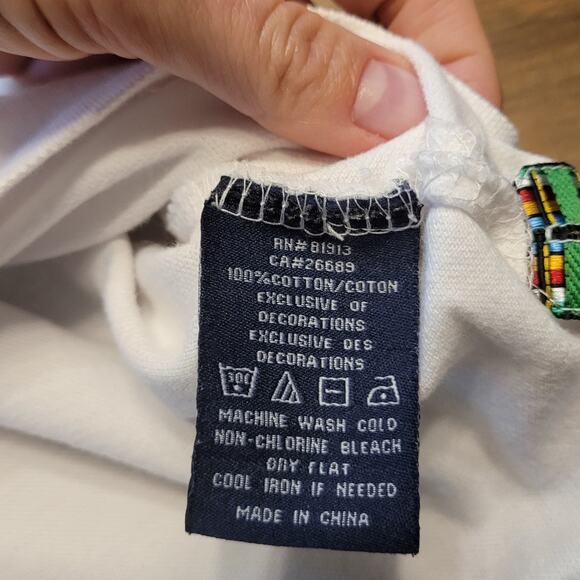 RN# 81913
CA#26689
100%COTTON/COTON
EXCLUSIVE OF
DECORATIONS
EXCLUSIVE DES
DECORATIONS
30C
MACHINE WASH COLD
NON-CHLORINE BLEACH
DRY FLAT
COOL IRON IF NEEDED
MADE IN CHINA